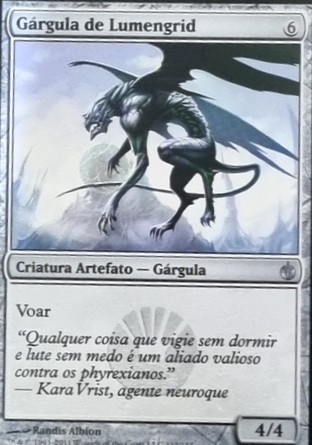 Gárgula de Lumengrid 6
Criatura Artefato — Gárgula
Voar
“Qualquer coisa que vigie sem dormir
e lute sem medo é um aliado valioso
contra os phyrexianos.”
— Kara Vrist, agente neuroque
Randis Albion
4/4